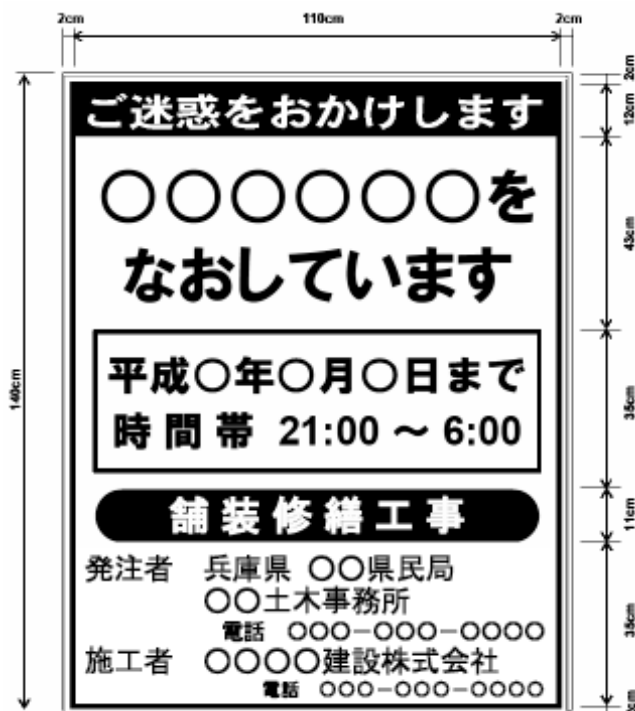 2cm 110cm 2cm
2cm
ご迷惑をおかけします
12cm
○○○○○○を
なおしています
43cm
140cm
平成○年○月○日まで
時間帯 21:00 ～ 6:00
35cm
舗装修繕工事
11cm
発注者 兵庫県 ○○県民局
○○土木事務所
電話 ○○○−○○○−○○○○
施工者 ○○○○建設株式会社
電話 ○○○−○○○−○○○○
35cm